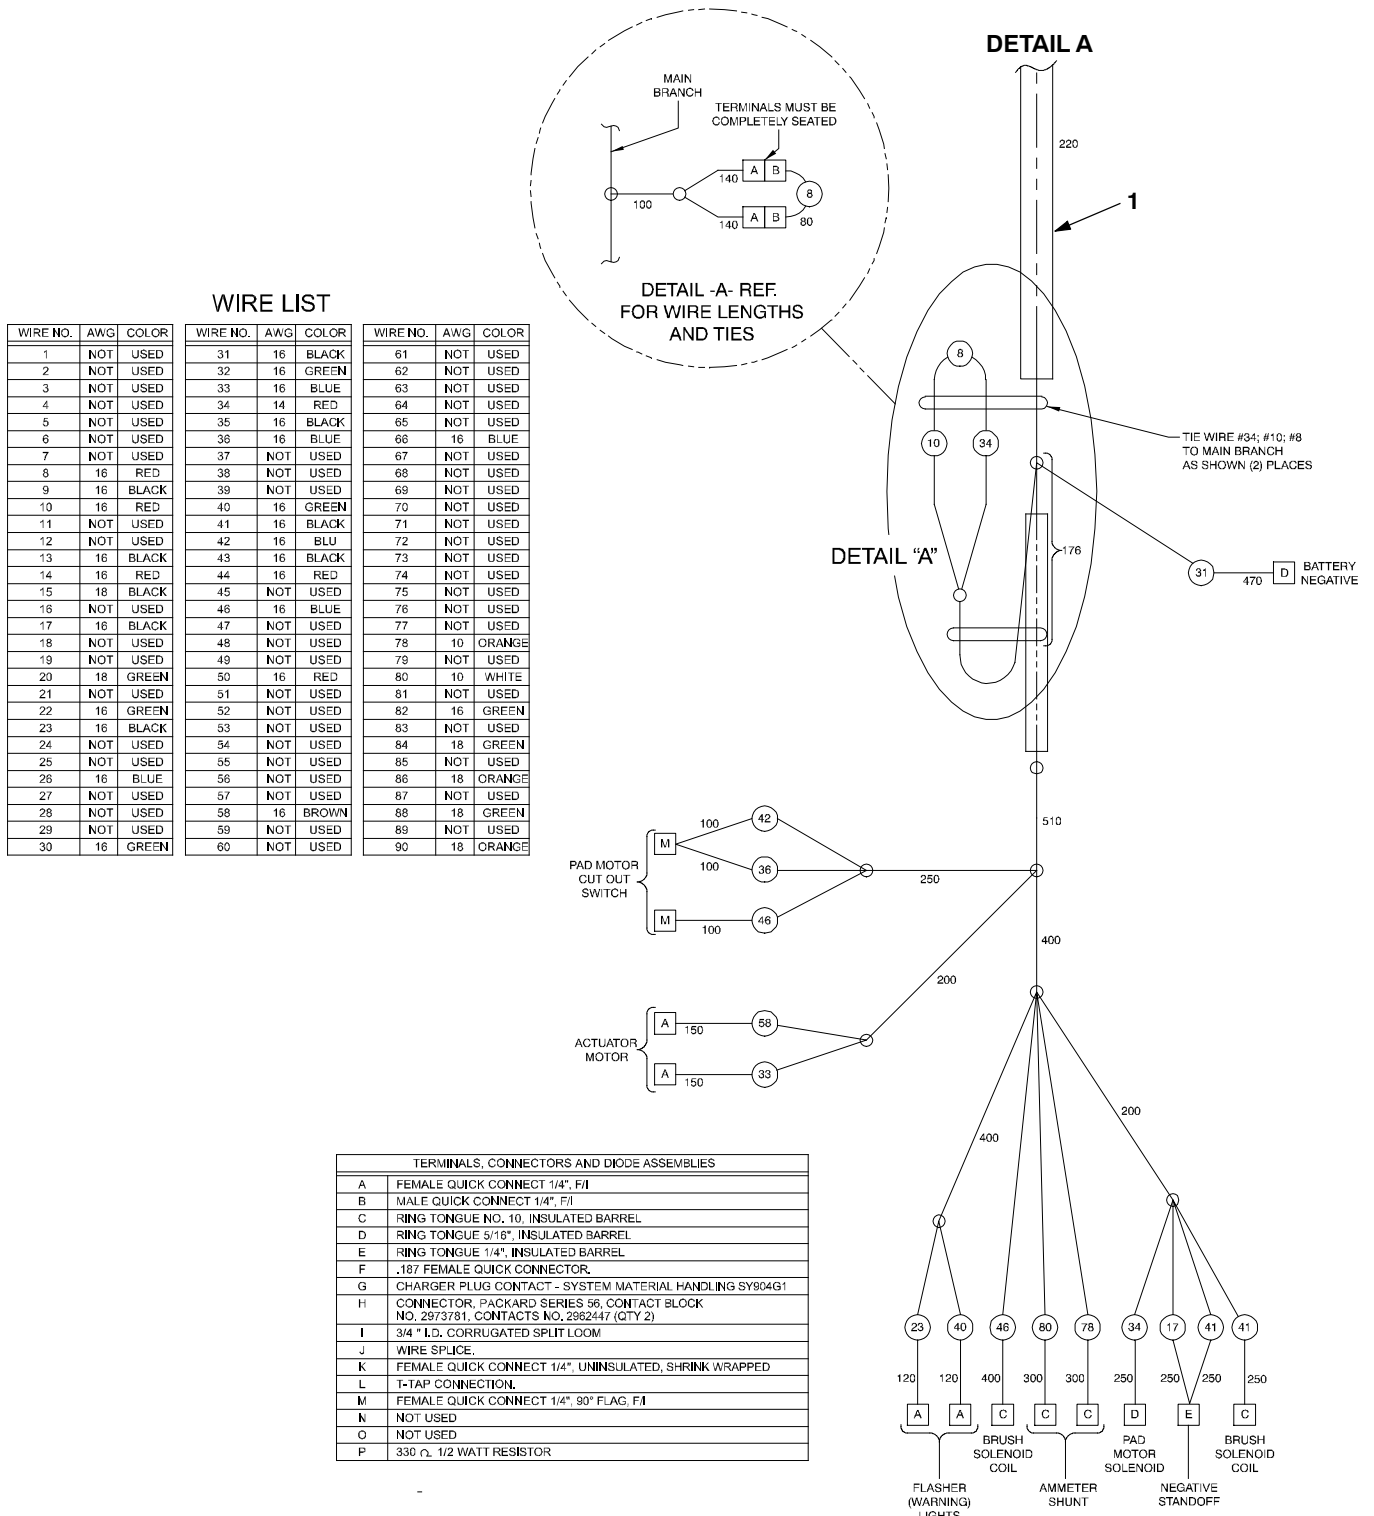 DETAIL A
MAIN
BRANCH
TERMINALS MUST BE
COMPLETELY SEATED
140 A B
100
8
140 A B 80
DETAIL -A- REF.
FOR WIRE LENGTHS
AND TIES
220
1
8
10 34
TIE WIRE #34; #10; #8
TO MAIN BRANCH
AS SHOWN (2) PLACES
DETAIL "A"
176
31 470 D BATTERY
NEGATIVE
WIRE LIST
WIRE NO. AWG COLOR WIRE NO. AWG COLOR WIRE NO. AWG COLOR
1 NOT USED 31 16 BLACK 61 NOT USED
2 NOT USED 32 16 GREEN 62 NOT USED
3 NOT USED 33 16 BLUE 63 NOT USED
4 NOT USED 34 14 RED 64 NOT USED
5 NOT USED 35 16 BLACK 65 NOT USED
6 NOT USED 36 16 BLUE 66 16 BLUE
7 NOT USED 37 NOT USED 67 NOT USED
8 16 RED 38 NOT USED 68 NOT USED
9 16 BLACK 39 NOT USED 69 NOT USED
10 16 RED 40 16 GREEN 70 NOT USED
11 NOT USED 41 16 BLACK 71 NOT USED
12 NOT USED 42 16 BLU 72 NOT USED
13 16 BLACK 43 16 BLACK 73 NOT USED
14 16 RED 44 16 RED 74 NOT USED
15 18 BLACK 45 NOT USED 75 NOT USED
16 NOT USED 46 16 BLUE 76 NOT USED
17 16 BLACK 47 NOT USED 77 NOT USED
18 NOT USED 48 NOT USED 78 10 ORANGE
19 NOT USED 49 NOT USED 79 NOT USED
20 18 GREEN 50 16 RED 80 10 WHITE
21 NOT USED 51 NOT USED 81 NOT USED
22 16 GREEN 52 NOT USED 82 16 GREEN
23 16 BLACK 53 NOT USED 83 NOT USED
24 NOT USED 54 NOT USED 84 18 GREEN
25 NOT USED 55 NOT USED 85 NOT USED
26 16 BLUE 56 NOT USED 86 18 ORANGE
27 NOT USED 57 NOT USED 87 NOT USED
28 NOT USED 58 16 BROWN 88 18 GREEN
29 NOT USED 59 NOT USED 89 NOT USED
30 16 GREEN 60 NOT USED 90 18 ORANGE
510
PAD MOTOR
CUT OUT
SWITCH
M 100 42
100 36
M 100 46
250
400
200
ACTUATOR
MOTOR
A 150 58
A 150 33
400
200
TERMINALS, CONNECTORS AND DIODE ASSEMBLIES
A FEMALE QUICK CONNECT 1/4", F/I
B MALE QUICK CONNECT 1/4", F/I
C RING TONGUE NO. 10, INSULATED BARREL
D RING TONGUE 5/16", INSULATED BARREL
E RING TONGUE 1/4", INSULATED BARREL
F .187 FEMALE QUICK CONNECTOR.
G CHARGER PLUG CONTACT - SYSTEM MATERIAL HANDLING SY904G1
H CONNECTOR, PACKARD SERIES 56, CONTACT BLOCK
NO. 2973781, CONTACTS NO. 2962447 (QTY 2)
I 3/4 " I.D. CORRUGATED SPLIT LOOM
J WIRE SPLICE.
K FEMALE QUICK CONNECT 1/4", UNINSULATED, SHRINK WRAPPED
L T-TAP CONNECTION.
M FEMALE QUICK CONNECT 1/4", 90° FLAG, F/I
N NOT USED
O NOT USED
P 330 Ω 1/2 WATT RESISTOR
23 40 46 80 78 34 17 41 41
120 120 400 300 300 250 250 250 250
A A C C C D E C
BRUSH
SOLENOID
COIL
PAD
MOTOR
SOLENOID
BRUSH
SOLENOID
COIL
FLASHER
(WARNING)
LIGHTS
AMMETER
SHUNT
NEGATIVE
STANDOFF